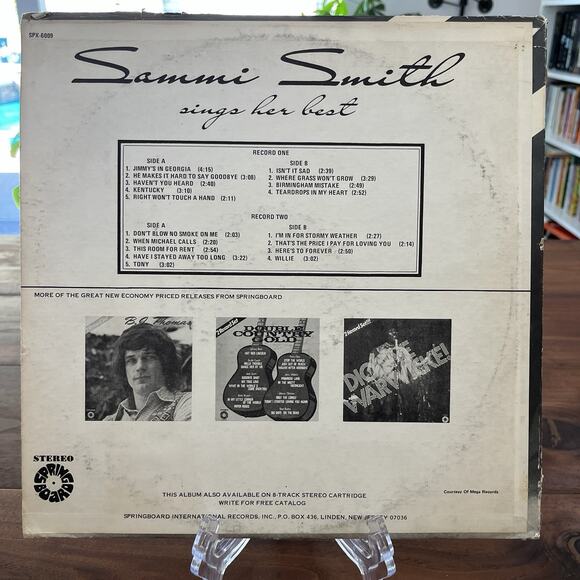 SPX-6009
Sammi Smith
sings her best
RECORD ONE
SIDE A
1. JIMMY'S IN GEORGIA (4:15)
2. HE MAKES IT HARD TO SAY GOODBYE (3:08)
3. HAVEN'T YOU HEARD (2:40)
4. KENTUCKY (3:10)
5. RIGHT WON'T TOUCH A HAND (2:11)
SIDE B
1. ISN'T IT SAD (2:39)
2. WHERE GRASS WON'T GROW (3:29)
3. BIRMINGHAM MISTAKE (2:49)
4. TEARDROPS IN MY HEART (2:52)
RECORD TWO
SIDE A
1. DON'T BLOW NO SMOKE ON ME (2:03)
2. WHEN MICHAEL CALLS (2:20)
3. THIS ROOM FOR RENT (2:54)
4. HAVE I STAYED AWAY TOO LONG (3:22)
5. TONY (3:02)
SIDE B
1. I'M IN FOR STORMY WEATHER (2:27)
2. THAT'S THE PRICE I PAY FOR LOVING YOU (2:14)
3. HERE'S TO FOREVER (2:50)
4. WILLIE (3:02)
MORE OF THE GREAT NEW ECONOMY PRICED RELEASES FROM SPRINGBOARD
B.J. Thomas
2 Record Set
DOUBLE
COUNTRY
GOLD
2 Record Set!!!
DIONNE
WARWICKE!
STEREO
SPRING
BOARD
THIS ALBUM ALSO AVAILABLE ON 8-TRACK STEREO CARTRIDGE
WRITE FOR FREE CATALOG
Courtesy Of Mega Records
SPRINGBOARD INTERNATIONAL RECORDS, INC., P.O. BOX 436, LINDEN, NEW JERSEY 07036